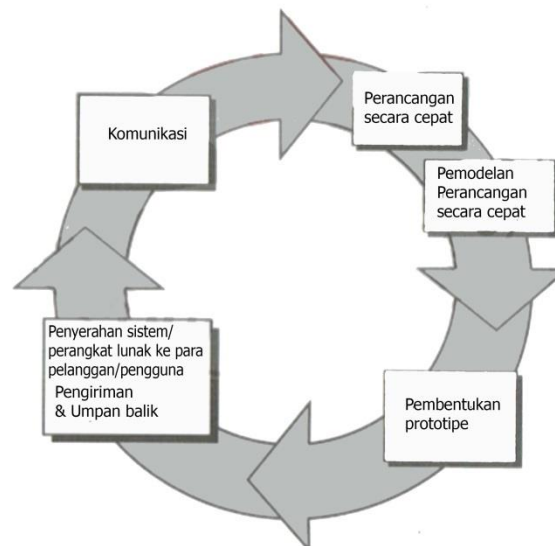 Komunikasi
Perancangan
secara cepat
Pemodelan
Perancangan
secara cepat
Pembentukan
prototipe
Penyerahan sistem/
perangkat lunak ke para
pelanggan/pengguna
Pengiriman
& Umpan balik